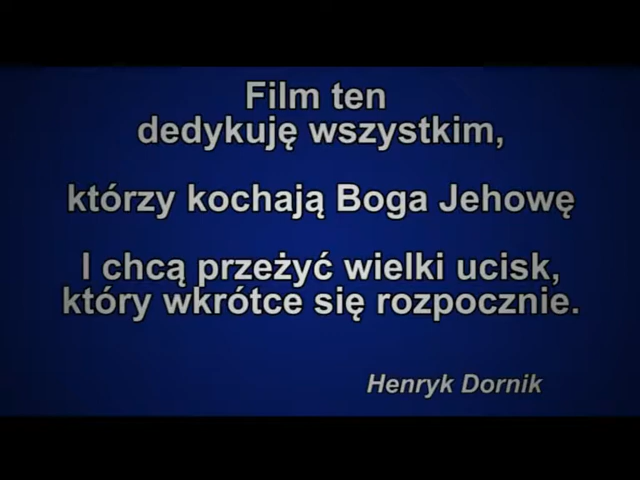 Film ten
dedykuję wszystkim,
którzy kochają Boga Jehowę
I chcą przeżyć wielki ucisk,
który wkrótce się rozpocznie.
Henryk Dornik